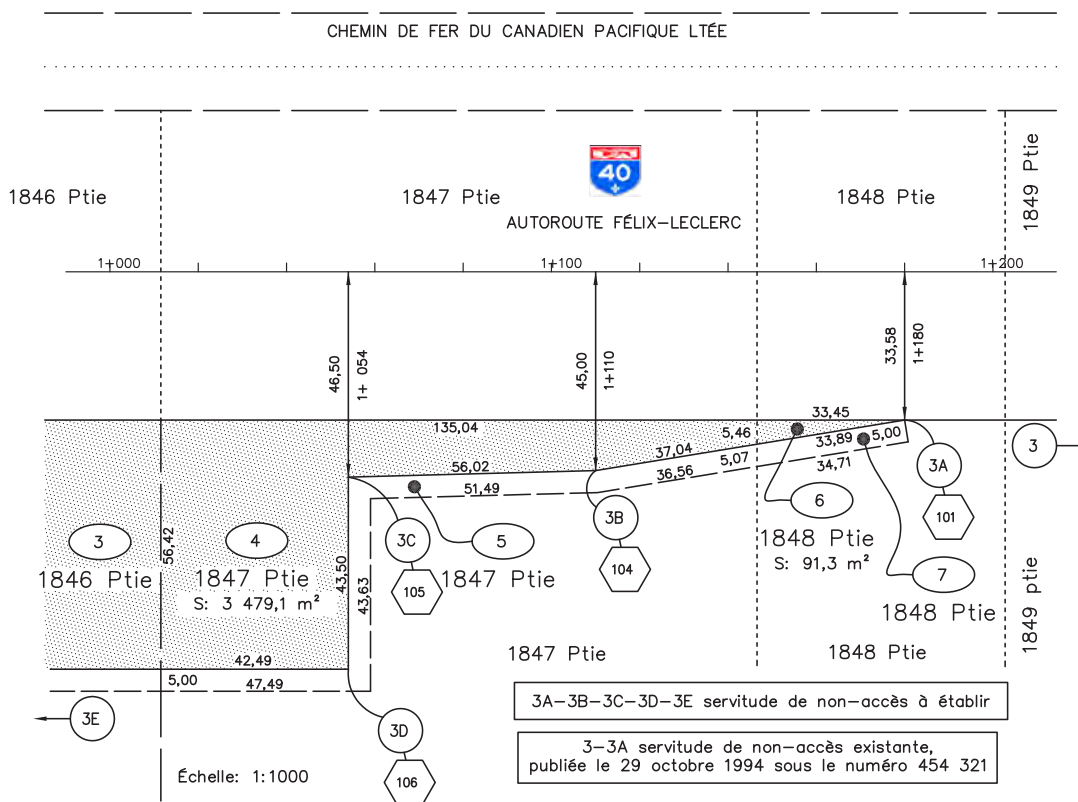 CHEMIN DE FER DU CANADIEN PACIFIQUE LTÉE
1846 Ptie
1847 Ptie
40
AUTOROUTE FÉLIX-LECLERC
1848 Ptie
1849 Ptie
1+000
1+100
1+200
46,50
1+ 054
45,00
1+110
33,58
1+180
135,04
33,45
5,46
37,04
33,89
5,00
56,02
5,07
34,71
36,56
51,49
3
3A
101
6
1848 Ptie
S: 91,3 m²
3B
104
3C
105
5
1847 Ptie
7
1848 Ptie
3
1846 Ptie
56,42
4
1847 Ptie
S: 3 479,1 m²
43,50
43,63
1847 Ptie
1848 Ptie
1849 ptie
42,49
5,00
47,49
3E
3D
106
3A-3B-3C-3D-3E servitude de non-accès à établir
3-3A servitude de non-accès existante,
publiée le 29 octobre 1994 sous le numéro 454 321
Échelle: 1:1000